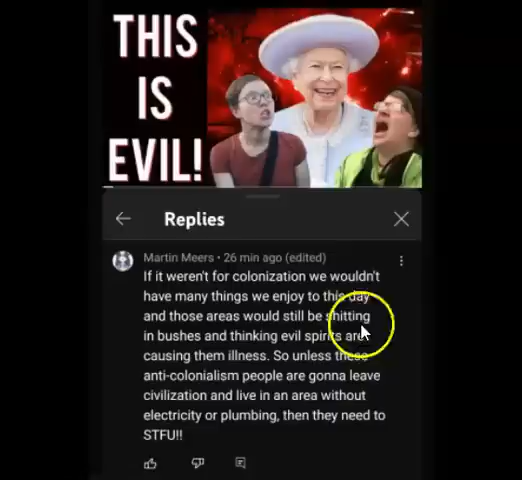 THIS
IS
EVIL!
Replies
Martin Meers • 26 min ago (edited)
If it weren't for colonization we wouldn't
have many things we enjoy to this day
and those areas would still be shitting
in bushes and thinking evil spirits are
causing them illness. So unless these
anti-colonialism people are gonna leave
civilization and live in an area without
electricity or plumbing, then they need to
STFU!!